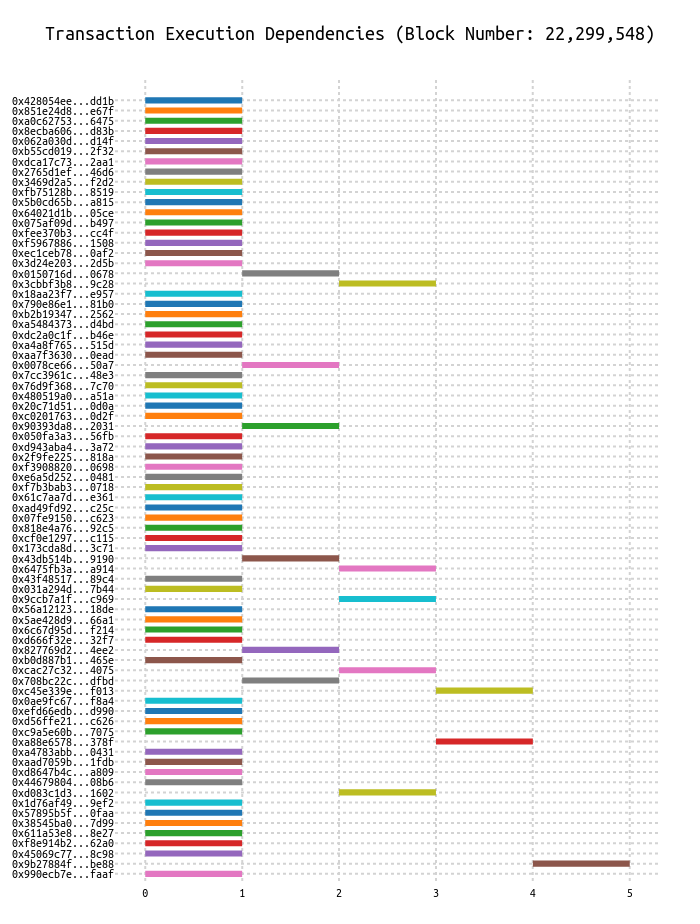 Transaction Execution Dependencies (Block Number: 22,299,548)
0x428054ee...dd1b
0x851e24d8...e67f
0xa0c62753...6475
0x8ecba606...d83b
0x062a030d...d14f
0xb55cd019...2f32
0xdca17c73...2aa1
0x2765d1ef...46d6
0x3469d2a5...f2d2
0xfb75128b...8519
0x5b0cd65b...a815
0x64021d1b...05ce
0x075af09d...b497
0xfee370b3...cc4f
0xf5967886...1508
0xec1ceb78...0af2
0x3d24e203...2d5b
0x0150716d...0678
0x3cbbf3b8...9c28
0x18aa23f7...e957
0x790e86e1...81b0
0xb2b19347...2562
0xa5484373...d4bd
0xdc2a0c1f...b46e
0xa4a8f765...515d
0xaa7f3630...0ead
0x0078ce66...50a7
0x7cc3961c...48e3
0x76d9f368...7c70
0x480519a0...a51a
0x20c71d51...0d0a
0xc0201763...0d2f
0x90393da8...2031
0x050fa3a3...56fb
0xd943aba4...3a72
0x2f9fe225...818a
0xf3908820...0698
0xe6a5d252...0481
0xf7b3bab3...0718
0x61c7aa7d...e361
0xad49fd92...c25c
0x07fe9150...c623
0x818e4a76...92c5
0xcf0e1297...c115
0x173cda8d...3c71
0x43db514b...9190
0x6475fb3a...a914
0x43f48517...89c4
0x031a294d...7b44
0x9ccb7a1f...c969
0x56a12123...18de
0x5ae428d9...66a1
0x6c67d95d...f214
0xd666f32e...32f7
0x827769d2...4ee2
0xb0d887b1...465e
0xcac27c32...4075
0x708bc22c...dfbd
0xc45e339e...f013
0x0ae9fc67...f8a4
0xefd66edb...d990
0xd56ffe21...c626
0xc9a5e60b...7075
0xa88e6578...378f
0xa4783abb...0431
0xaad7059b...1fdb
0xd8647b4c...a809
0x44679804...08b6
0xd083c1d3...1602
0x1d76af49...9ef2
0x57895b5f...0faa
0x38545ba0...7d99
0x611a53e8...8e27
0xf8e914b2...62a0
0x45069c77...8c98
0x9b27884f...be88
0x990ecb7e...faaf
0 1 2 3 4 5